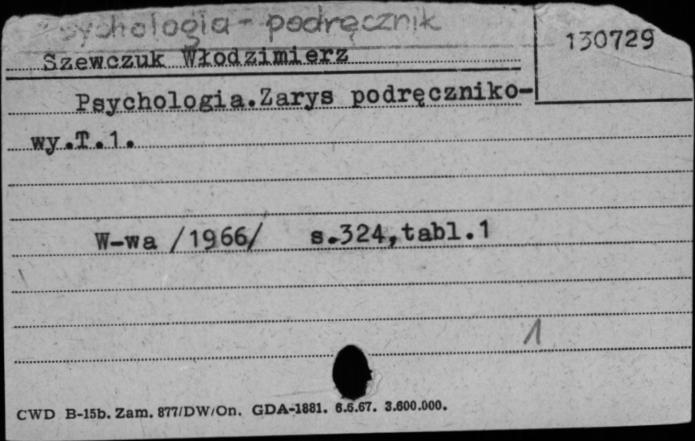 Psychologia - podręcznik
130729
Szewczuk Włodzimierz
Psychologia.Zarys podręczniko-
wy.T.1.
W-wa /1966/ s.324,tabl.1
1
CWD B-15b. Zam. 877/DW/On. GDA-1881. 6.6.67. 3.600.000.